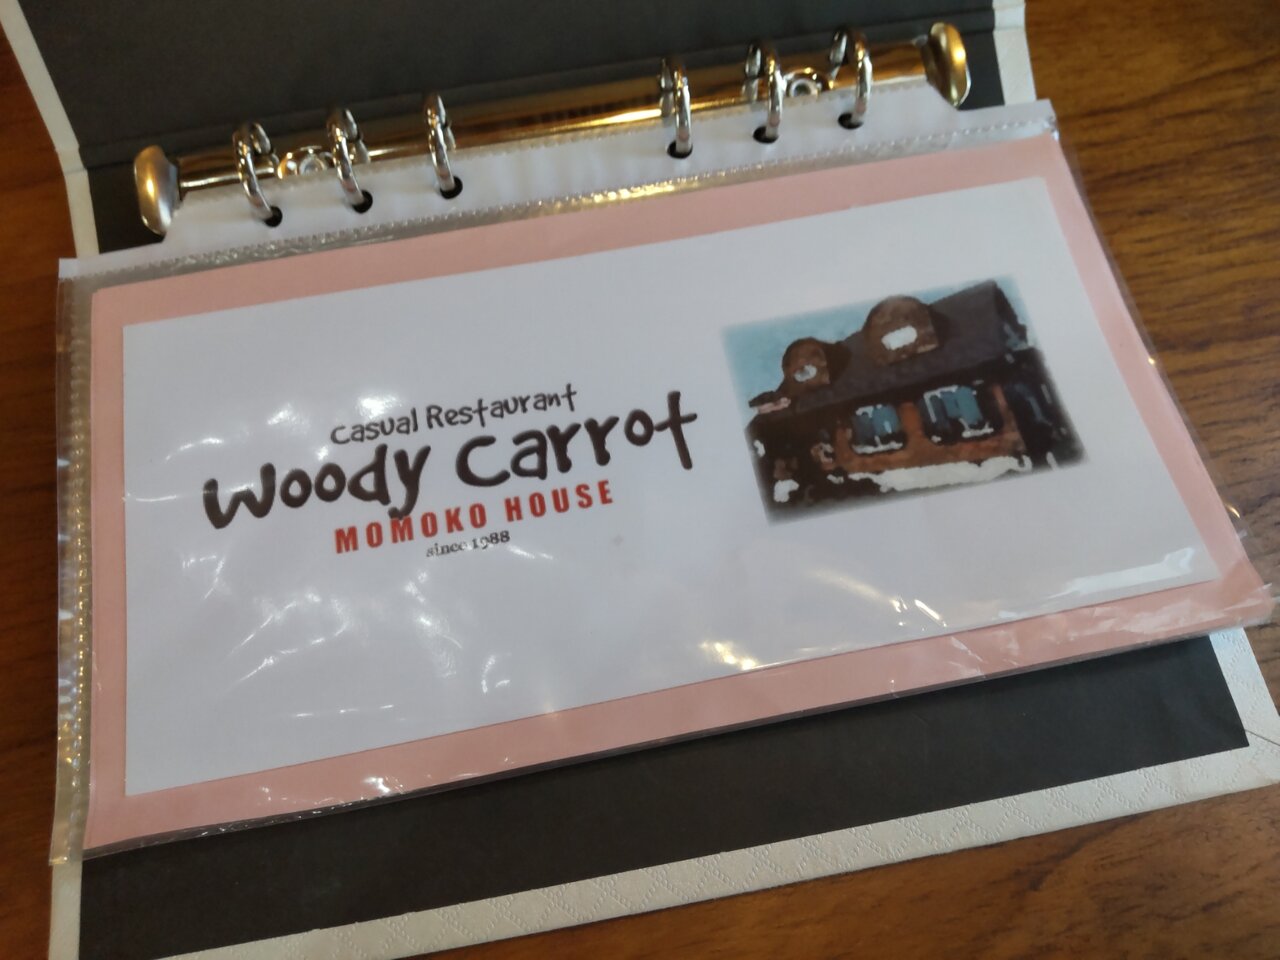 Casual Restaurant
Woody Carrot
MOMOKO HOUSE
since 1988